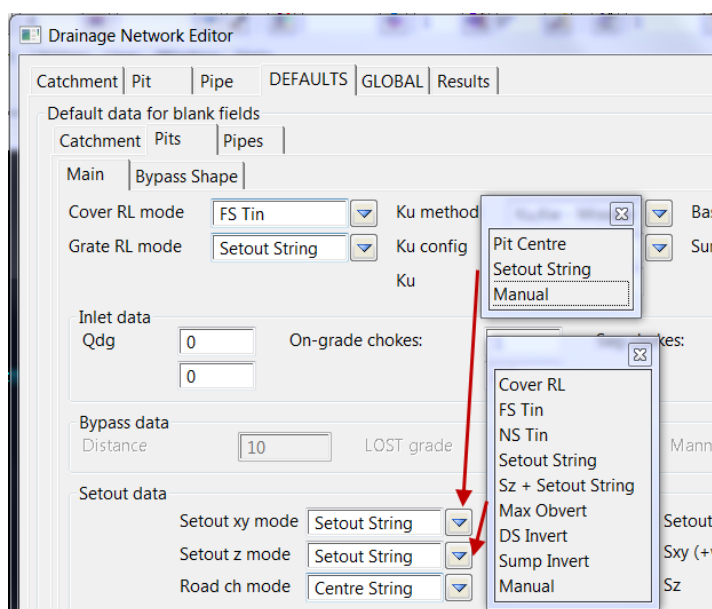 Drainage Network Editor
Catchment Pit Pipe DEFAULTS GLOBAL Results
Default data for blank fields
Catchment Pits Pipes
Main Bypass Shape
Cover RL mode FS Tin Ku method
Grate RL mode Setout String Ku config
Ku
Pit Centre
Setout String
Manual
Inlet data
Qdg 0 On-grade chokes:
0
Cover RL
FS Tin
NS Tin
Setout String
Sz + Setout String
Max Obvert
DS Invert
Sump Invert
Manual
Bypass data
Distance 10 LOST grade Mann
Setout data
Setout xy mode Setout String Setout
Setout z mode Setout String Sxy (+
Road ch mode Centre String Sz